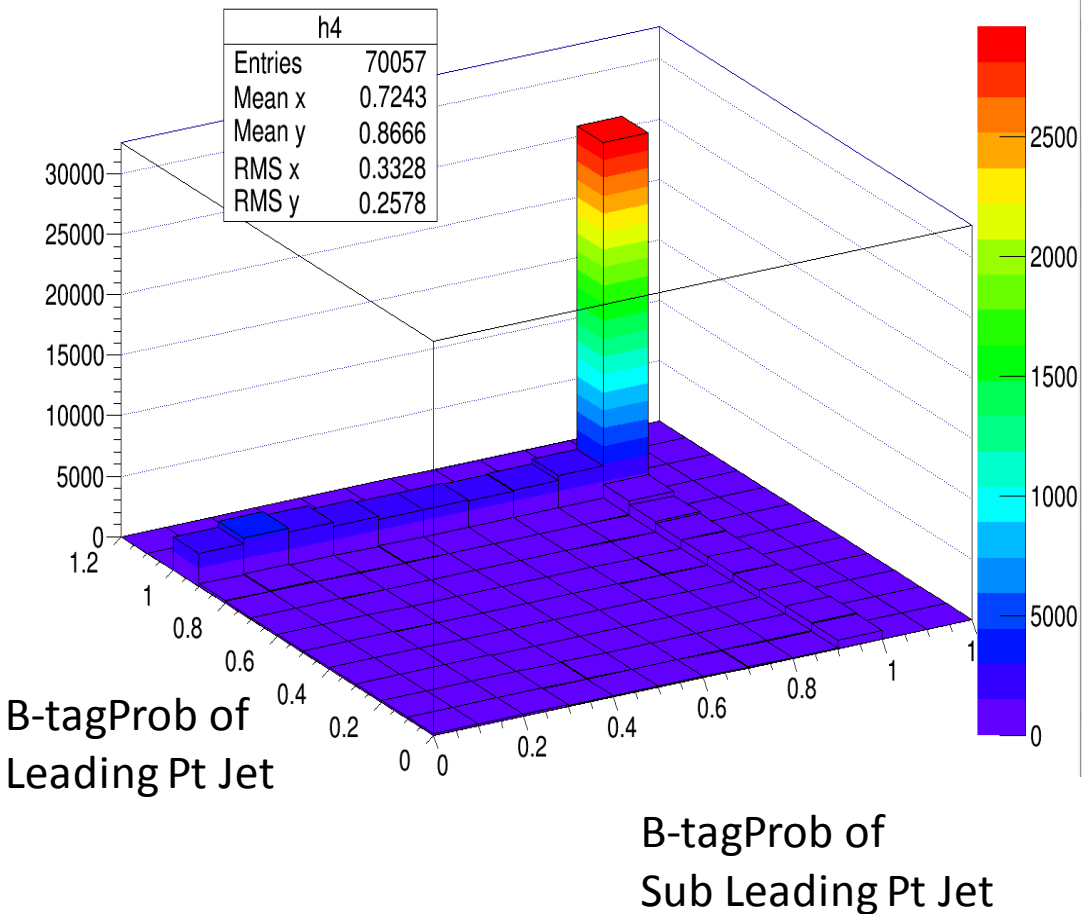 h4
Entries 70057
Mean x 0.7243
Mean y 0.8666
RMS x 0.3328
RMS y 0.2578
30000
25000
20000
15000
10000
5000
0
1.2
1
0.8
0.6
0.4
0.2
0
0
0.2
0.4
0.6
0.8
1
1
2500
2000
1500
1000
5000
0
B-tagProb of
Leading Pt Jet
B-tagProb of
Sub Leading Pt Jet